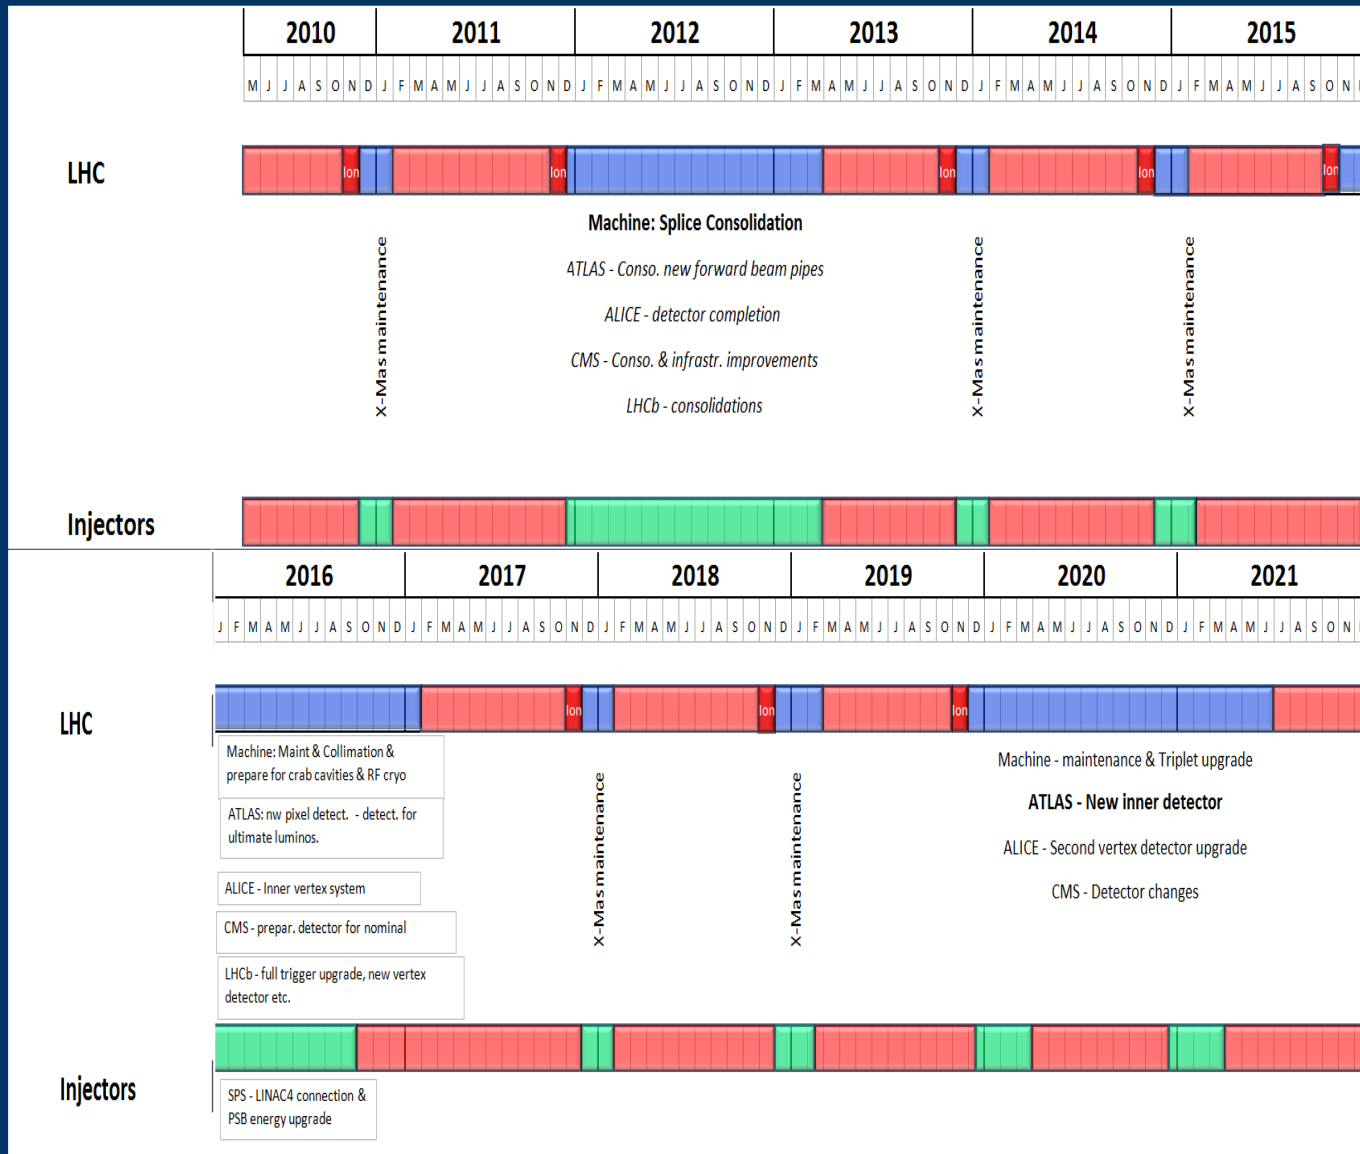 2010 2011 2012 2013 2014 2015
M J J A S O N D J F M A M J J A S O N D J F M A M J J A S O N D J F M A M J J A S O N D J F M A M J J A S O N D J F M A M J J A S O N
LHC Ion Ion Ion Ion Ion
Machine: Splice Consolidation
ATLAS - Conso. new forward beam pipes
ALICE - detector completion
CMS - Conso. & infrastr. improvements
LHCb - consolidations
X-Mas maintenance
X-Mas maintenance
X-Mas maintenance
Injectors
2016 2017 2018 2019 2020 2021
J F M A M J J A S O N D J F M A M J J A S O N D J F M A M J J A S O N D J F M A M J J A S O N D J F M A M J J A S O N D J F M A M J J A S O N
LHC Ion Ion Ion
Machine: Maint & Collimation &
prepare for crab cavities & RF cryo
ATLAS: nw pixel detect. - detect. for
ultimate luminos.
ALICE - Inner vertex system
CMS - prepar. detector for nominal
LHCb - full trigger upgrade, new vertex
detector etc.
X-Mas maintenance
X-Mas maintenance
Machine - maintenance & Triplet upgrade
ATLAS - New inner detector
ALICE - Second vertex detector upgrade
CMS - Detector changes
Injectors
SPS - LINAC4 connection &
PSB energy upgrade